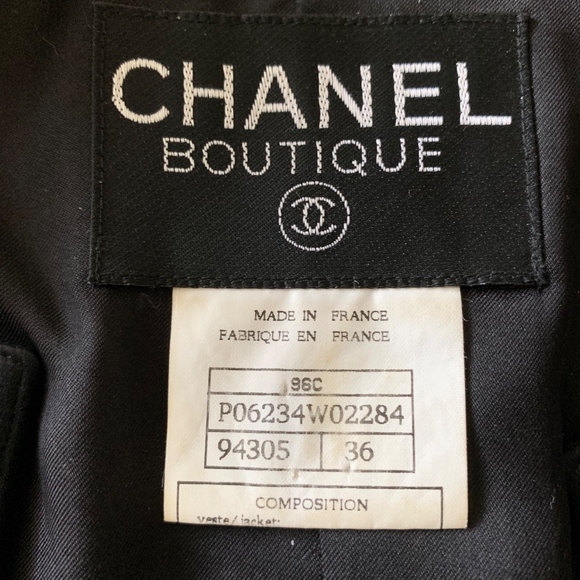 CHANEL
BOUTIQUE
MADE IN FRANCE
FABRIQUE EN FRANCE
96C
P06234W02284
94305 36
COMPOSITION
veste/jacket: